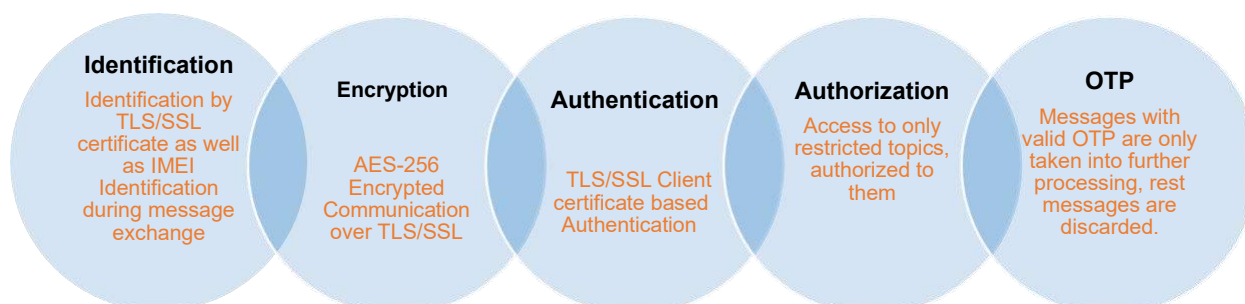 Identification
Identification by
TLS/SSL
certificate as well
as IMEI
Identification
during message
exchange
Encryption
AES-256
Encrypted
Communication
over TLS/SSL
Authentication
TLS/SSL Client
certificate based
Authentication
Authorization
Access to only
restricted topics,
authorized to
them
OTP
Messages with
valid OTP are only
taken into further
processing, rest
messages are
discarded.